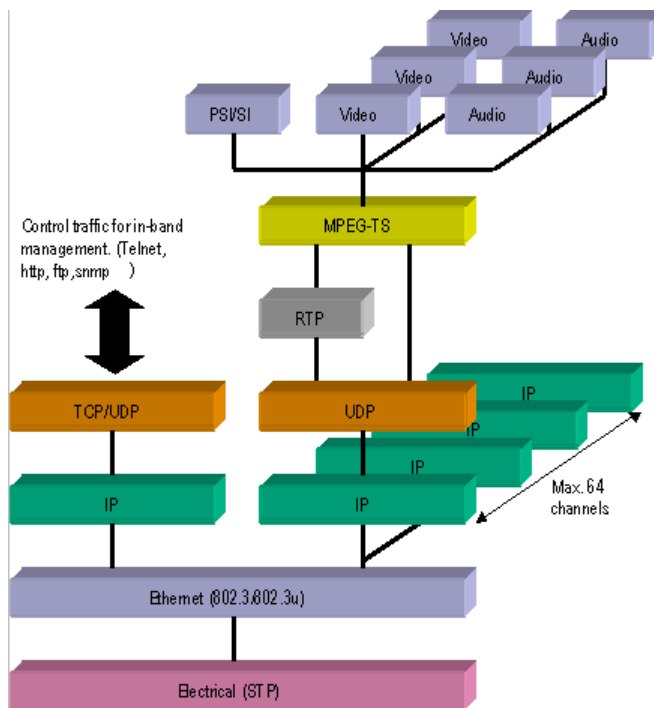 Video
Audio
Video
Audio
PSI/SI
Video
Audio
MPEG-TS
Control traffic for in-band
management. (Telnet,
http, ftp,snmp )
RTP
IP
TCP/UDP
UDP
IP
IP
IP
IP
Max. 64
channels
Ethernet (802.3/802.3u)
Electrical (STP)